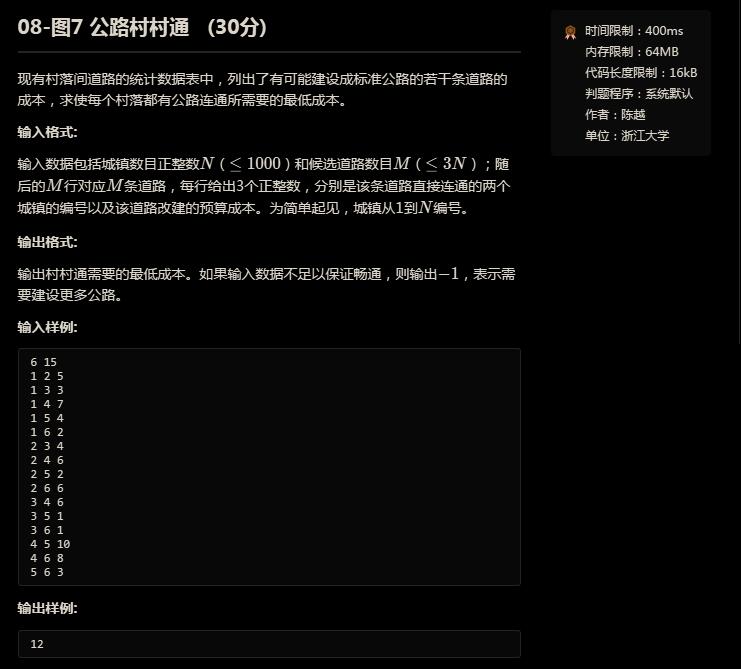 08-图7 公路村村通 (30分)
现有村落间道路的统计数据表中，列出了有可能建设成标准公路的若干条道路的
成本，求使每个村落都有公路连通所需要的最低成本。
输入格式:
输入数据包括城镇数目正整数N（≤1000）和候选道路数目M（≤3N）；随
后的M行对应M条道路，每行给出3个正整数，分别是该条道路直接连通的两个
城镇的编号以及该道路改建的预算成本。为简单起见，城镇从1到N编号。
输出格式:
输出村村通需要的最低成本。如果输入数据不足以保证畅通，则输出−1，表示需
要建设更多公路。
输入样例:
6 15
1 2 5
1 3 3
1 4 7
1 5 4
1 6 2
2 3 4
2 4 6
2 5 2
2 6 6
3 4 6
3 5 1
3 6 1
4 5 10
4 6 8
5 6 3
输出样例:
12
时间限制：400ms
内存限制：64MB
代码长度限制：16kB
判题程序：系统默认
作者：陈越
单位：浙江大学